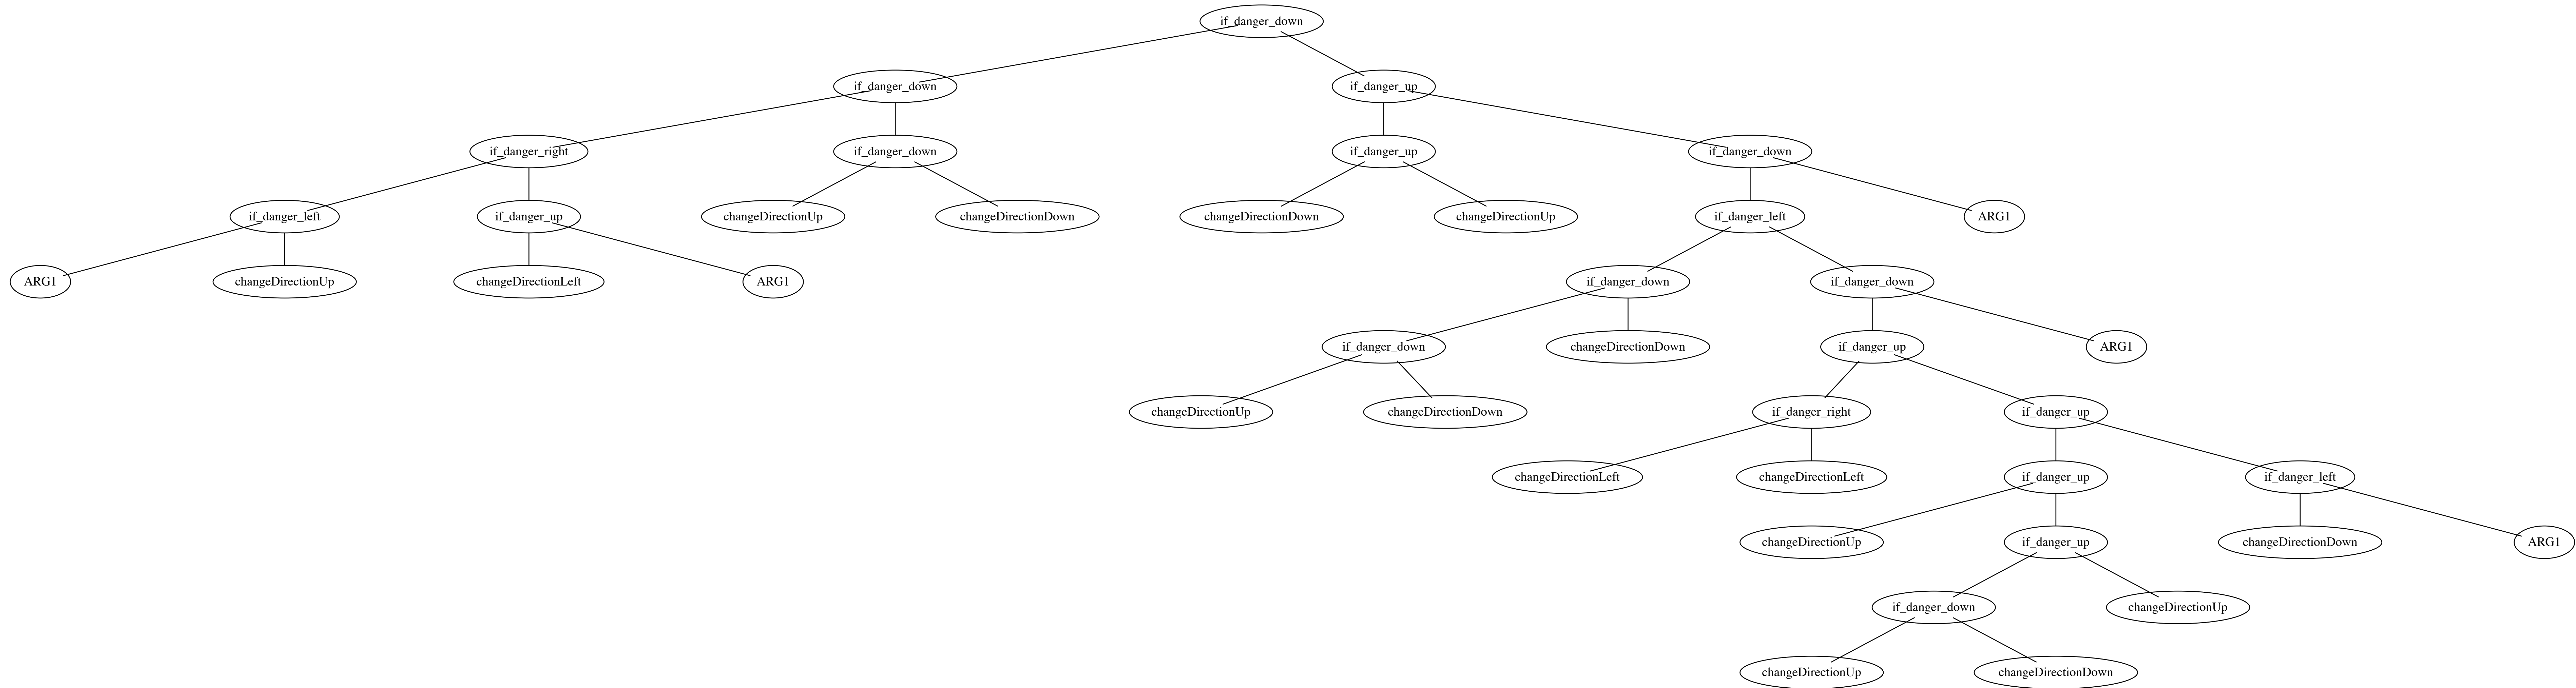 if_danger_down
if_danger_down
if_danger_up
if_danger_right
if_danger_down
if_danger_up
if_danger_down
if_danger_left
if_danger_up
changeDirectionUp
changeDirectionDown
changeDirectionDown
changeDirectionUp
if_danger_left
ARG1
ARG1
changeDirectionUp
changeDirectionLeft
ARG1
if_danger_down
if_danger_down
if_danger_down
changeDirectionDown
if_danger_up
ARG1
changeDirectionUp
changeDirectionDown
if_danger_right
if_danger_up
changeDirectionLeft
changeDirectionLeft
if_danger_up
if_danger_left
changeDirectionUp
if_danger_up
changeDirectionDown
ARG1
if_danger_down
changeDirectionUp
changeDirectionUp
changeDirectionDown